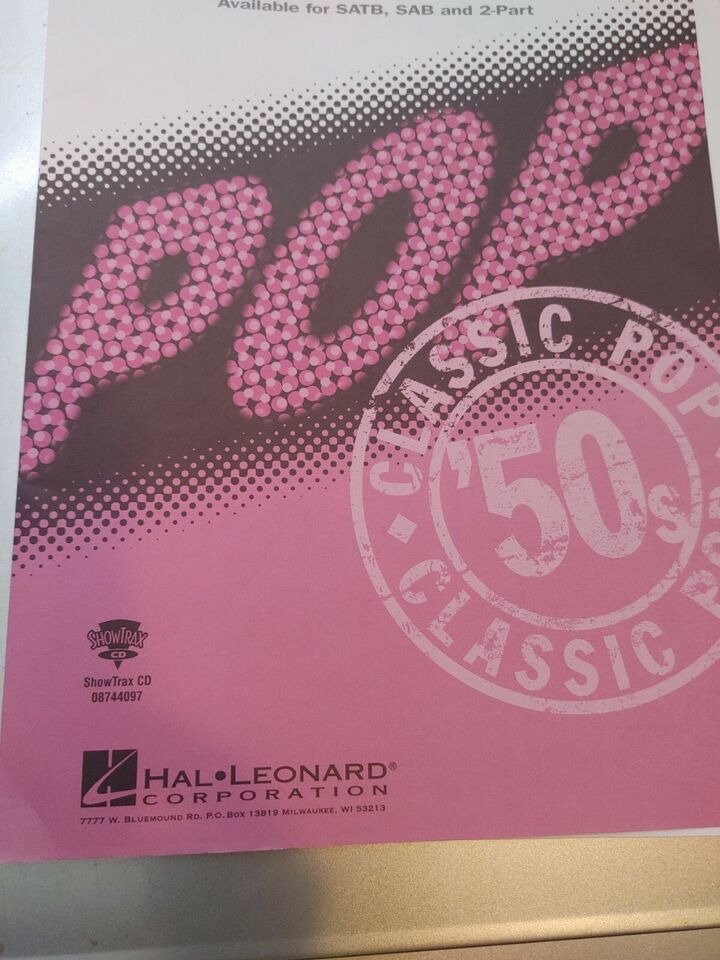 Available for SATB, SAB and 2-Part
POP
CLASSIC POP
'50s
CLASSIC
SHOWTRAX
CD
ShowTrax CD
08744097
HAL•LEONARD®
CORPORATION
7777 W. BLUEMOUND RD. P.O. BOX 13819 MILWAUKEE, WI 53213